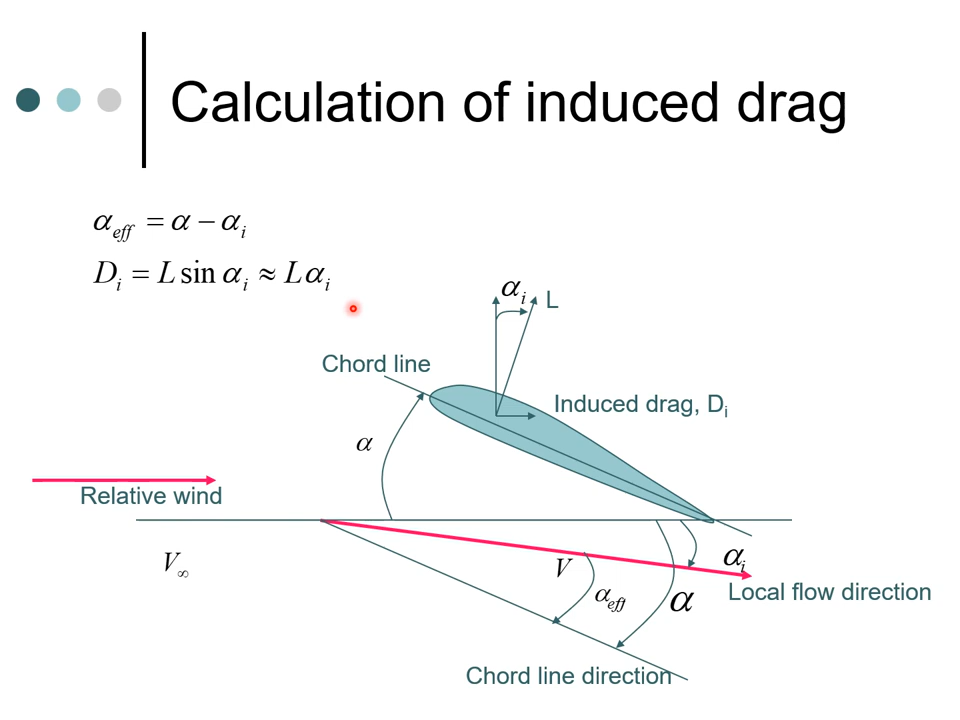 Calculation of induced drag
α_eff = α − α_i
D_i = L sin α_i ≈ Lα_i
α_i
L
Chord line
Induced drag, D_i
α
Relative wind
V_∞
V
α_i
α_eff
α
Local flow direction
Chord line direction